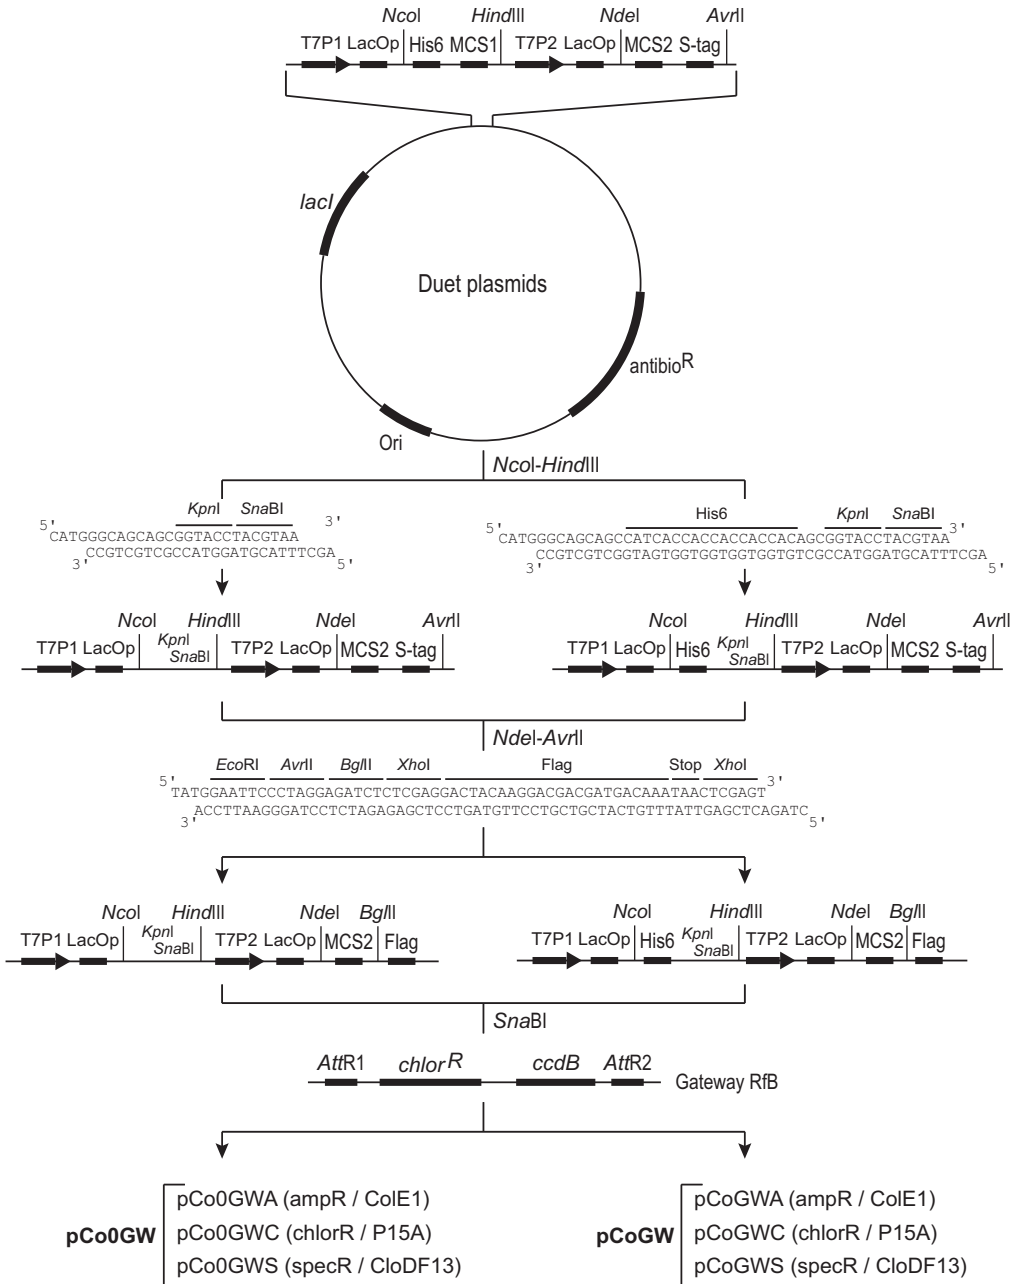 NcoI HindIII NdeI AvrII
T7P1 LacOp His6 MCS1 T7P2 LacOp MCS2 S-tag
lacI
Duet plasmids
antibioR
Ori
NcoI-HindIII
KpnI SnaBI
5' 3'
CATGGGCAGCAGCGGTACCTACGTAA
CCGTCGTCGCCATGGATGCATTTCGA
3' 5'
His6 KpnI SnaBI
5' 3'
CATGGGCAGCAGCCATCACCACCACCACCACAGCGGTACCTACGTAA
CCGTCGTCGGTAGTGGTGGTGGTGGTGTCGCCATGGATGCATTTCGA
3' 5'
NcoI HindIII NdeI AvrII
T7P1 LacOp KpnI SnaBI T7P2 LacOp MCS2 S-tag
NcoI HindIII NdeI AvrII
T7P1 LacOp His6 KpnI SnaBI T7P2 LacOp MCS2 S-tag
NdeI-AvrII
EcoRI AvrII BglII XhoI Flag Stop XhoI
5' 3'
TATGGAATTCCCTAGGAGATCTCTCGAGGACTACAAGGACGACGATGACAAATAACTCGAGT
ACCTTAAGGGATCCTCTAGAGAGCTCCTGATGTTCCTGCTGCTACTGTTTATTGAGCTCAGATC
3' 5'
NcoI HindIII NdeI BglII
T7P1 LacOp KpnI SnaBI T7P2 LacOp MCS2 Flag
NcoI HindIII NdeI BglII
T7P1 LacOp His6 KpnI SnaBI T7P2 LacOp MCS2 Flag
SnaBI
AttR1 chlorR ccdB AttR2
Gateway RfB
pCo0GW
pCo0GWA (ampR / ColE1)
pCo0GWC (chlorR / P15A)
pCo0GWS (specR / CloDF13)
pCoGW
pCoGWA (ampR / ColE1)
pCoGWC (chlorR / P15A)
pCoGWS (specR / CloDF13)